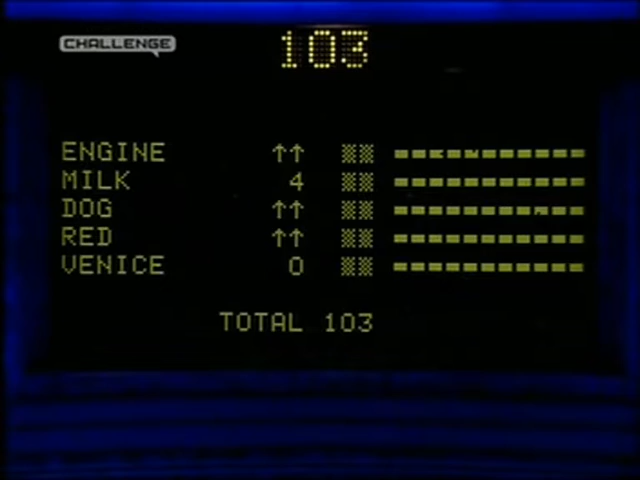 CHALLENGE
103
ENGINE ↑↑
MILK 4
DOG ↑↑
RED ↑↑
VENICE 0
TOTAL 103